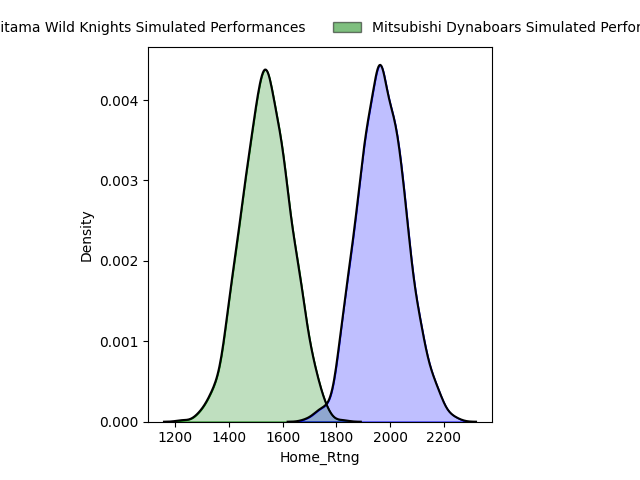 itama Wild Knights Simulated Performances
Mitsubishi Dynaboars Simulated Perfor
0.004
0.003
0.002
0.001
0.000
Density
1200 1400 1600 1800 2000 2200
Home_Rtng